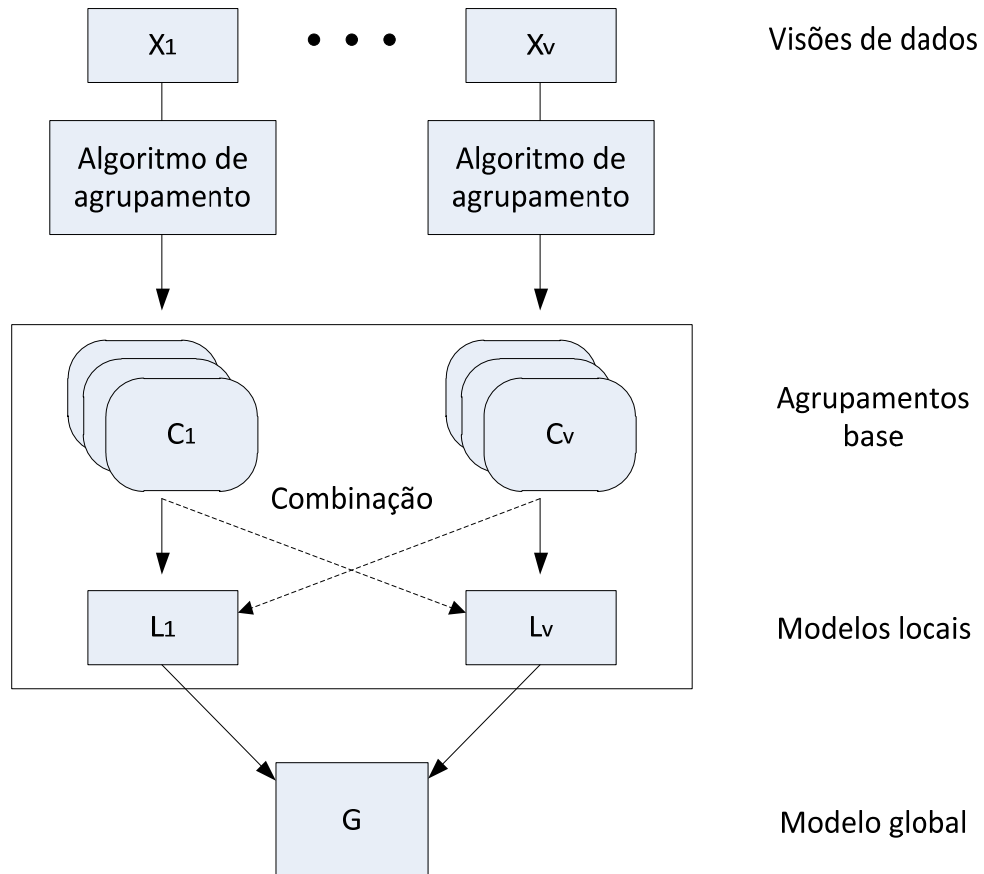 X1
• • •
Xv
Visões de dados
Algoritmo de
agrupamento
Algoritmo de
agrupamento
C1
Cv
Agrupamentos
base
Combinação
L1
Lv
Modelos locais
G
Modelo global